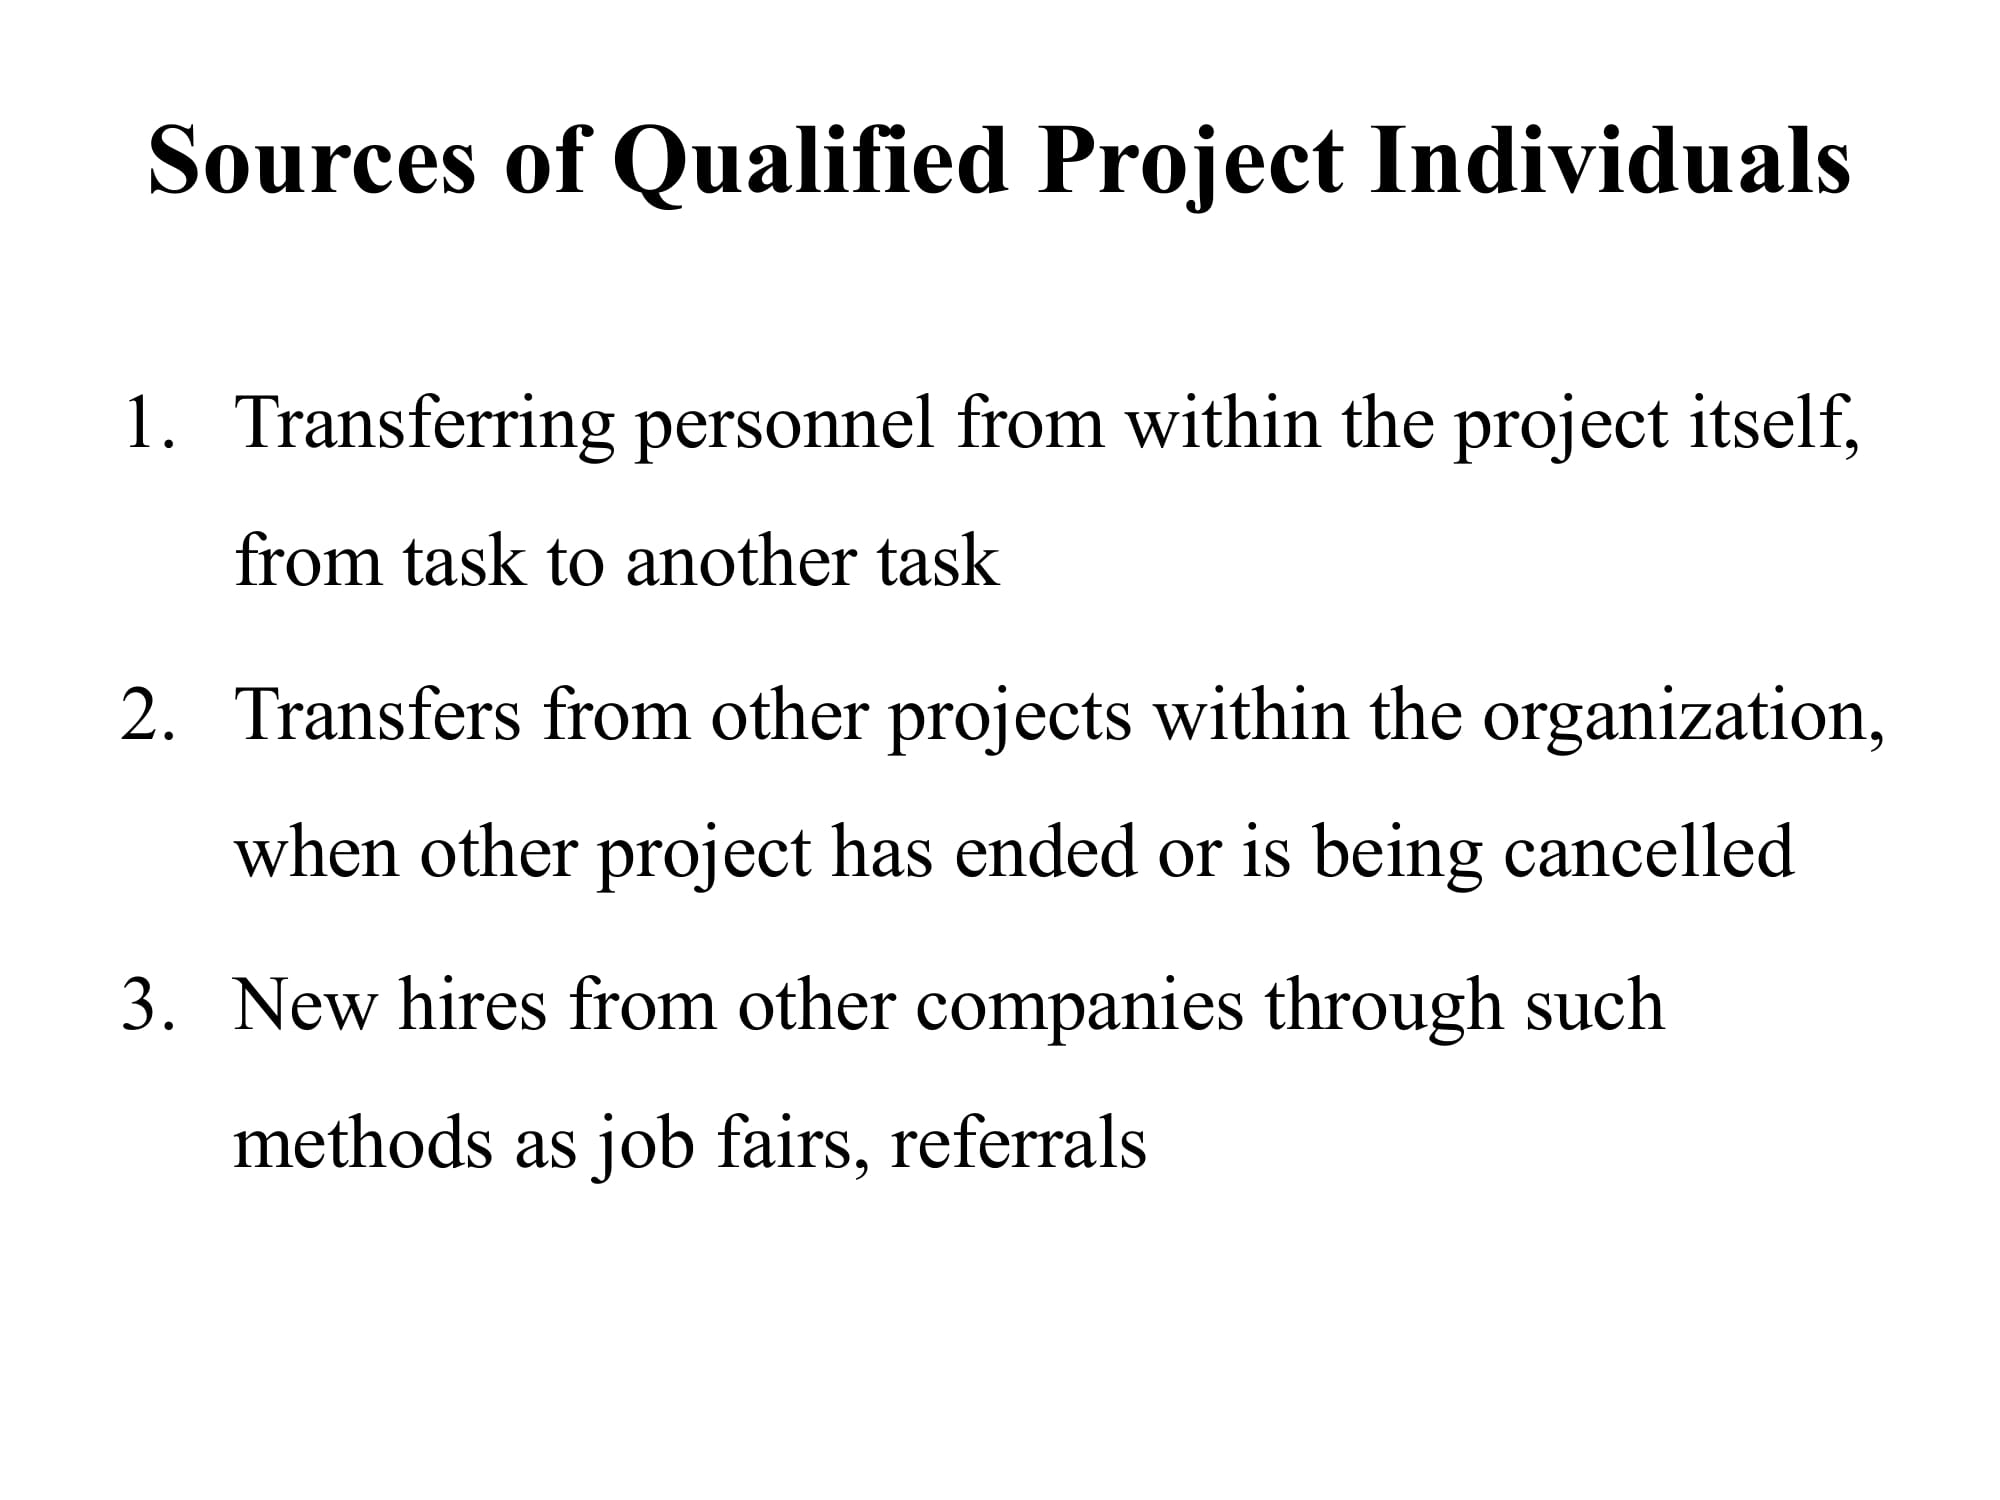 Sources of Qualified Project Individuals
1. Transferring personnel from within the project itself,
from task to another task
2. Transfers from other projects within the organization,
when other project has ended or is being cancelled
3. New hires from other companies through such
methods as job fairs, referrals